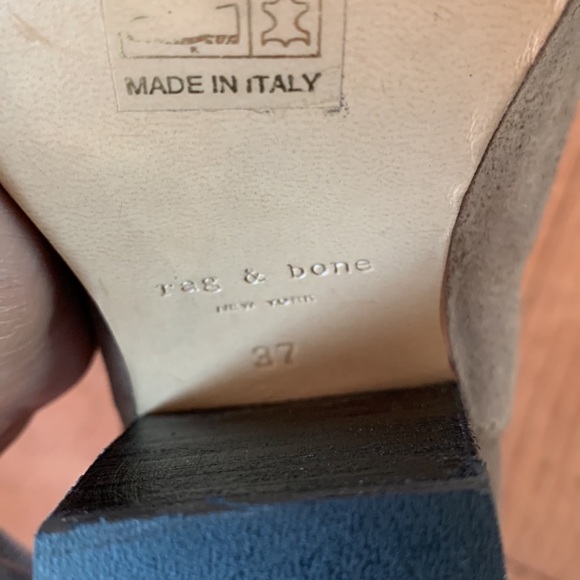 MADE IN ITALY
rag & bone
NEW YORK
37